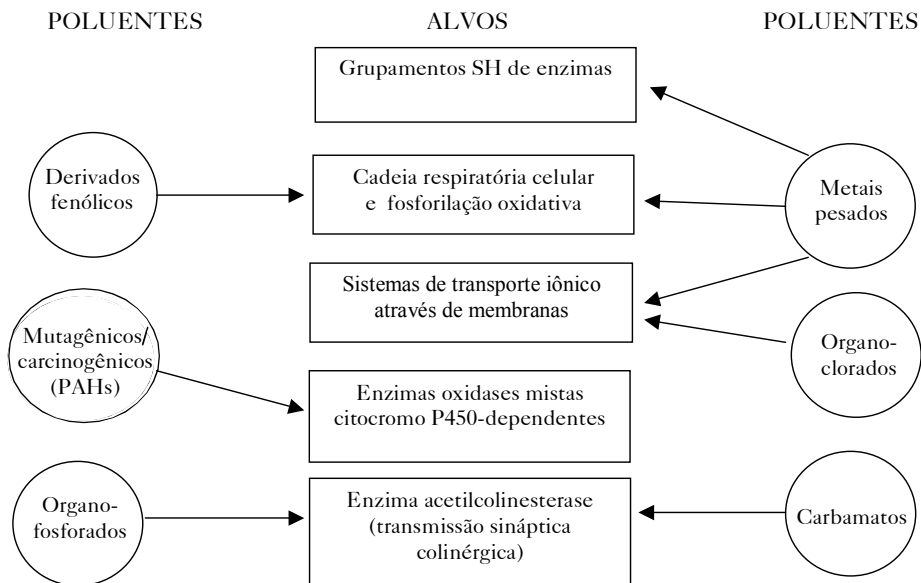 POLUENTES
ALVOS
POLUENTES
Grupamentos SH de enzimas
Derivados
fenólicos
Cadeia respiratória celular
e fosforilação oxidativa
Metais
pesados
Sistemas de transporte iônico
através de membranas
Mutagênicos/
carcinogênicos
(PAHs)
Organo-
clorados
Enzimas oxidases mistas
citocromo P450-dependentes
Organo-
fosforados
Enzima acetilcolinesterase
(transmissão sináptica
colinérgica)
Carbamatos